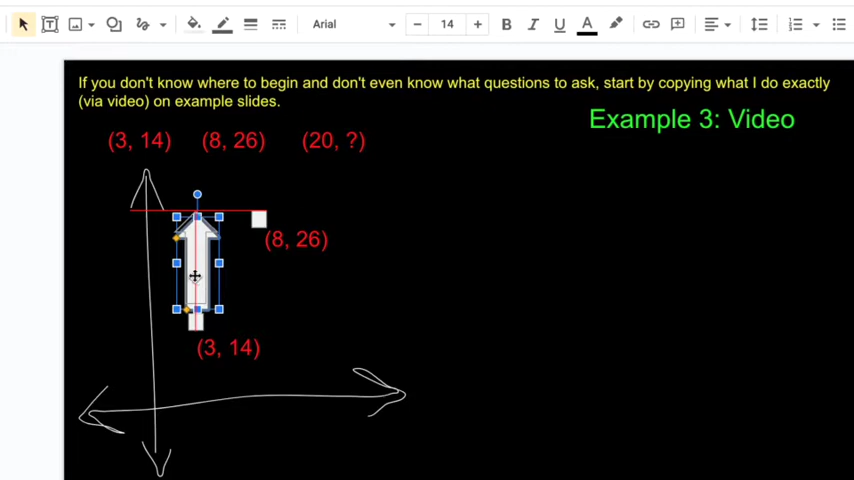 Arial 14 B I U A
If you don't know where to begin and don't even know what questions to ask, start by copying what I do exactly
(via video) on example slides.
Example 3: Video
(3, 14) (8, 26) (20, ?)
(8, 26)
(3, 14)